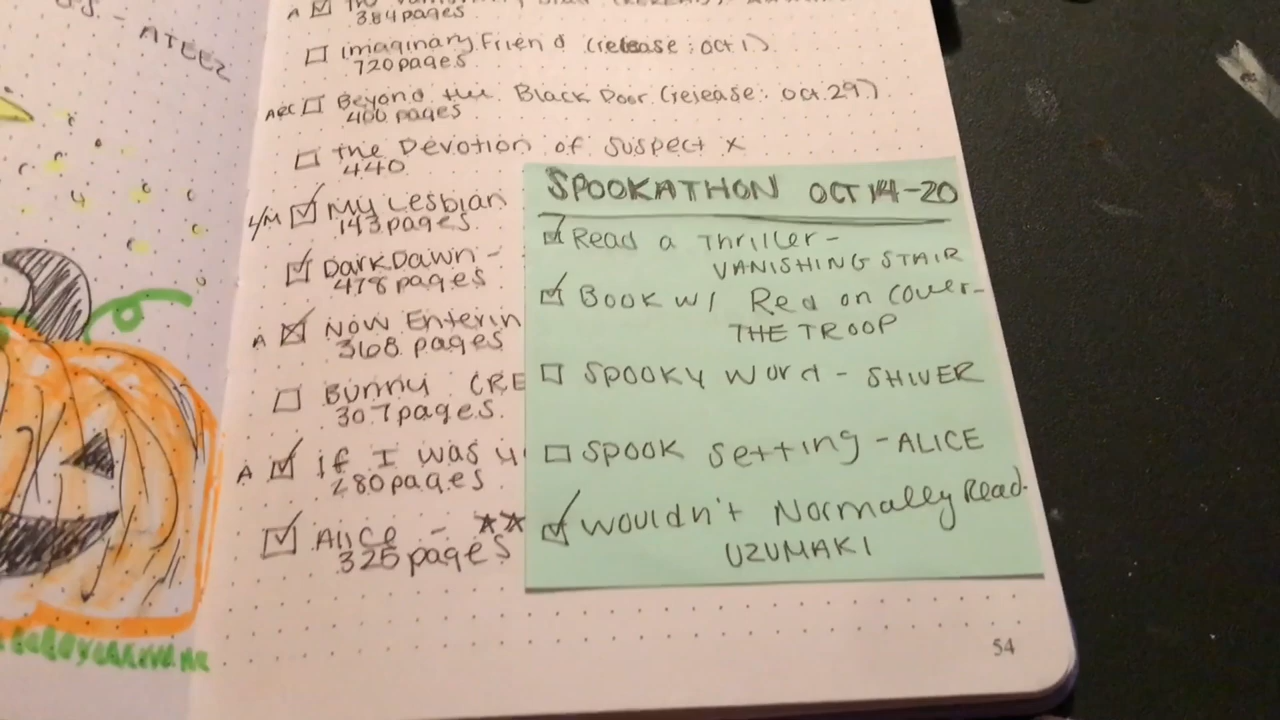 ATEEZ
A
384 pages
Imaginary Friend (release: Oct 1)
720 pages
ARC Beyond the Black Door (release: Oct. 29)
400 pages
The Devotion of Suspect X
440
My Lesbian
143 pages
Dark Dawn -
478 pages
A Now Enterin
368 pages
Bunny (RE
307 pages.
A if I was y
280 pages
Alice - ★★
325 pages
SPOOKATHON OCT 14-20
Read a Thriller-
VANISHING STAIR
Book w/ Red on cover-
THE TROOP
Spooky word - SHIVER
Spook Setting - ALICE
Wouldn't Normally Read-
UZUMAKI
54